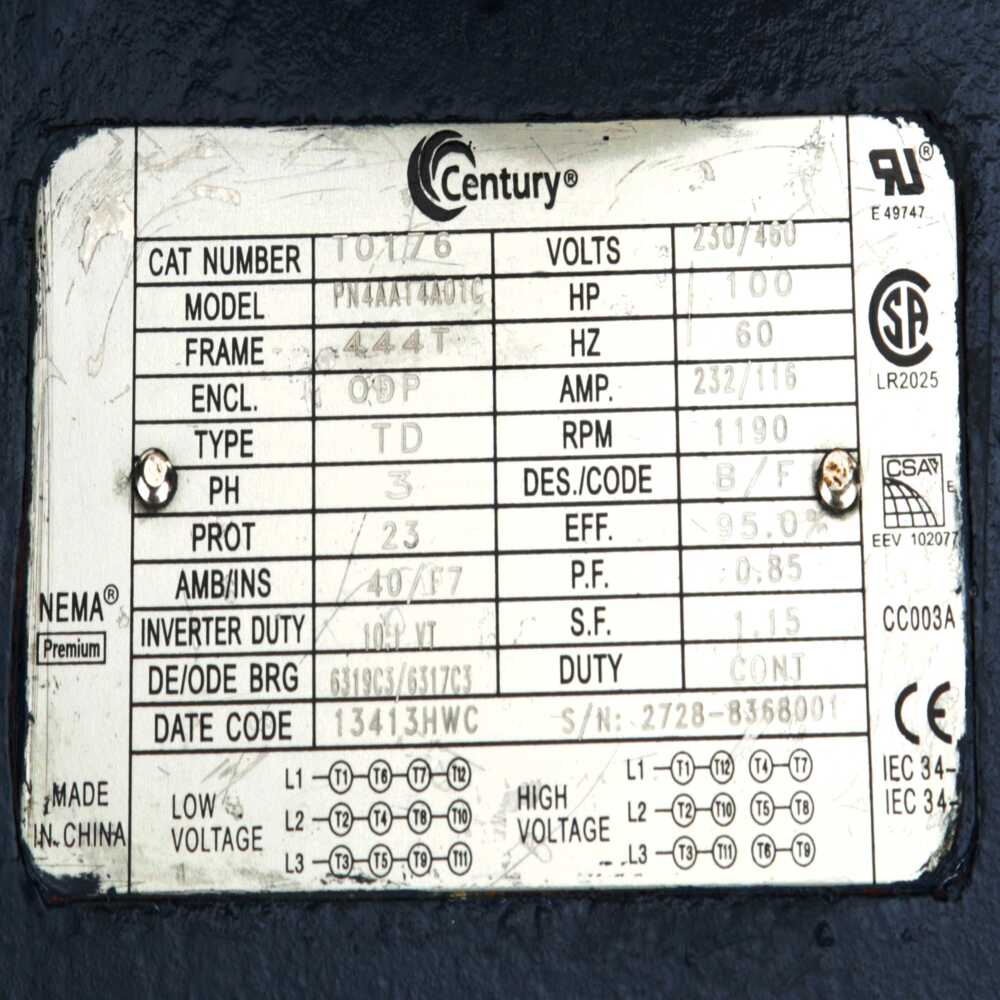 Century®
E 49747
CAT NUMBER T0176 VOLTS 230/460
MODEL PN4AAT4A01C HP 100
FRAME 444T HZ 60
LR2025
ENCL. ODP AMP. 232/116
TYPE TD RPM 1190
CSA E
PH 3 DES./CODE B/F
PROT 23 EFF. 95.0%
EEV 102077
AMB/INS 40/F7 P.F. 0.85
NEMA®
Premium
INVERTER DUTY 10:1 VT S.F. 1.15
CC003A
DE/ODE BRG 6319C3/6317C3 DUTY CONT
DATE CODE 13413HWC S/N: 2728-8368001
CE
IEC 34-
IEC 34-
MADE
IN CHINA
LOW
VOLTAGE
L1 T1 T6 T7 T12
L2 T2 T4 T8 T10
L3 T3 T5 T9 T11
HIGH
VOLTAGE
L1 T1 T12 T4 T7
L2 T2 T10 T5 T8
L3 T3 T11 T6 T9